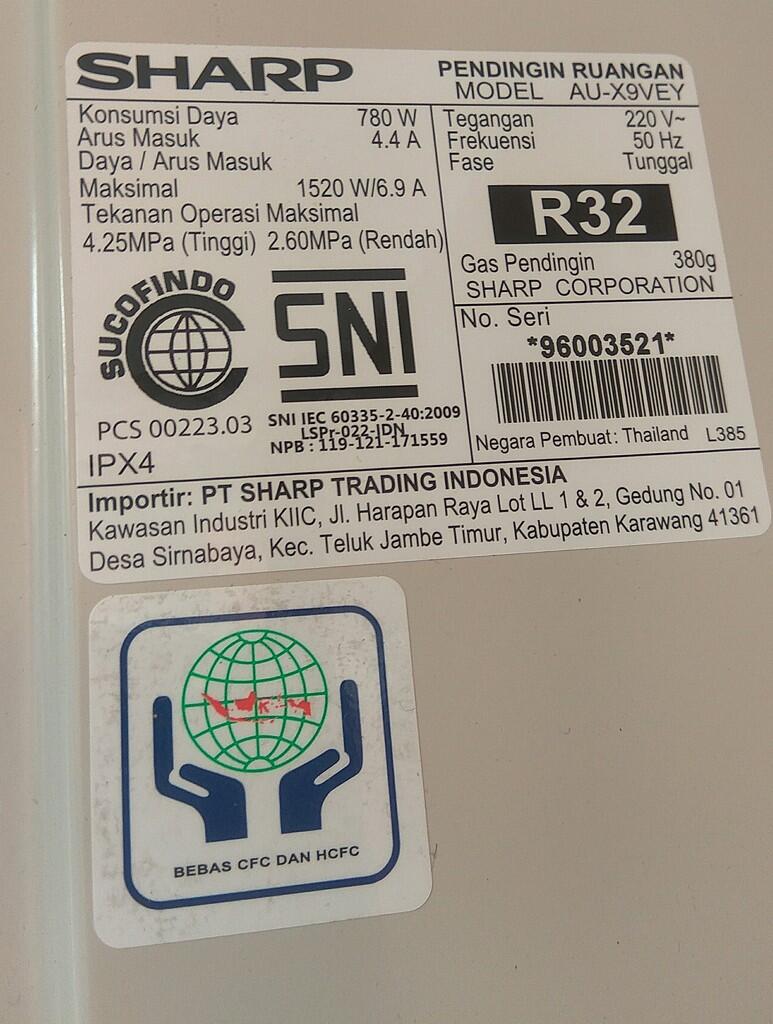 SHARP
PENDINGIN RUANGAN
MODEL AU-X9VEY
Konsumsi Daya 780 W
Arus Masuk 4.4 A
Daya / Arus Masuk
Maksimal 1520 W/6.9 A
Tekanan Operasi Maksimal
4.25MPa (Tinggi) 2.60MPa (Rendah)
Tegangan 220 V~
Frekuensi 50 Hz
Fase Tunggal
R32
Gas Pendingin 380g
SHARP CORPORATION
SUCOFINDO
PCS 00223.03
IPX4
SNI
SNI IEC 60335-2-40:2009
LSPr-022-IDN
NPB : 119-121-171559
No. Seri
*96003521*
Negara Pembuat: Thailand L385
Importir: PT SHARP TRADING INDONESIA
Kawasan Industri KIIC, Jl. Harapan Raya Lot LL 1 & 2, Gedung No. 01
Desa Sirnabaya, Kec. Teluk Jambe Timur, Kabupaten Karawang 41361
BEBAS CFC DAN HCFC